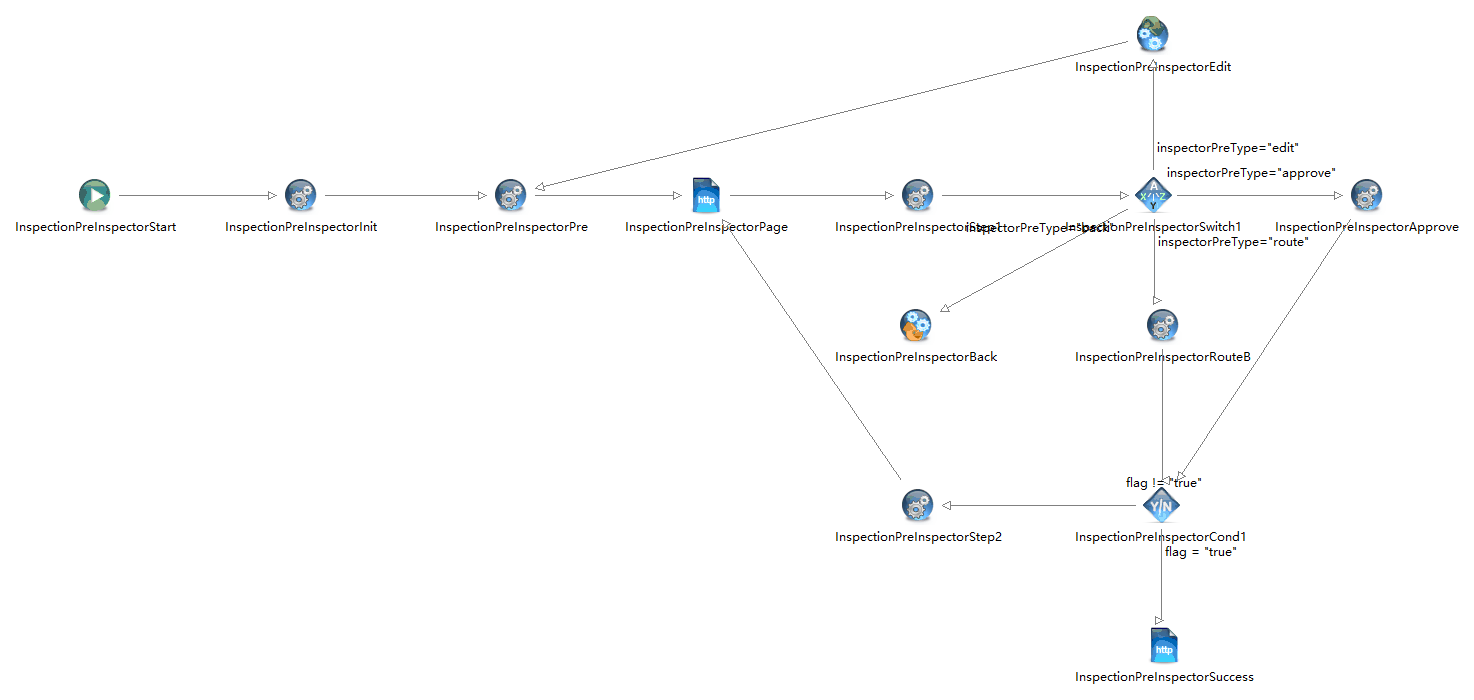 InspectionPreInspectorEdit
inspectorPreType="edit"
inspectorPreType="approve"
A
X
Z
Y
http
InspectionPreInspectorStart
InspectionPreInspectorInit
InspectionPreInspectorPre
InspectionPreInspectorPage
InspectionPreInspectorStep1
inspectorPreType="back"
InspectionPreInspectorSwitch1
InspectionPreInspectorApprove
inspectorPreType="route"
InspectionPreInspectorBack
InspectionPreInspectorRouteB
flag != "true"
Y|N
InspectionPreInspectorStep2
InspectionPreInspectorCond1
flag = "true"
http
InspectionPreInspectorSuccess